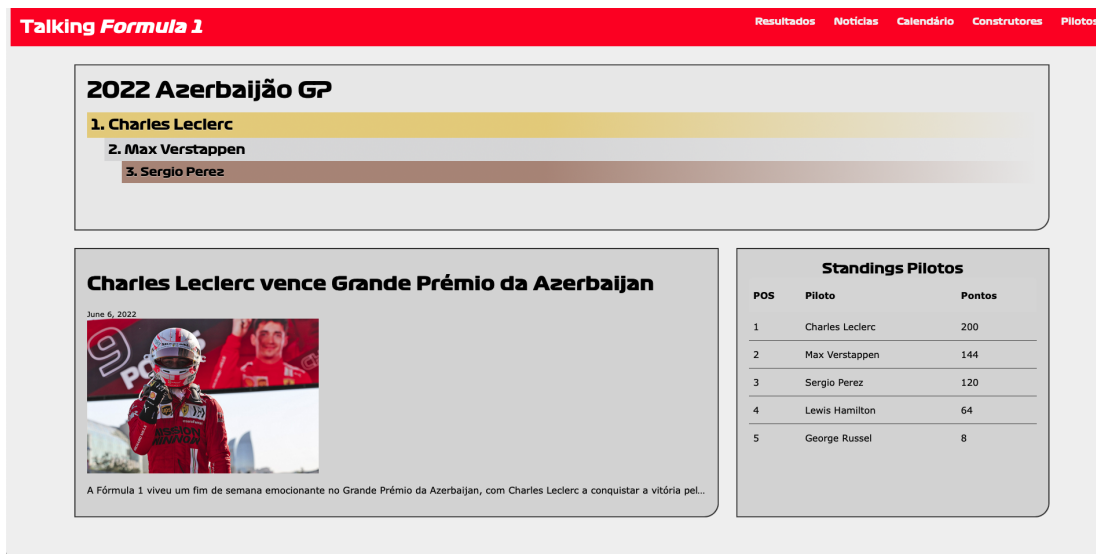 Talking Formula 1
Resultados Notícias Calendário Construtores Pilotos
2022 Azerbaijão GP
1. Charles Leclerc
2. Max Verstappen
3. Sergio Perez
Charles Leclerc vence Grande Prémio da Azerbaijan
June 6, 2022
9
MISSION
A Fórmula 1 viveu um fim de semana emocionante no Grande Prémio da Azerbaijan, com Charles Leclerc a conquistar a vitória pel...
Standings Pilotos
POS Piloto Pontos
1 Charles Leclerc 200
2 Max Verstappen 144
3 Sergio Perez 120
4 Lewis Hamilton 64
5 George Russel 8